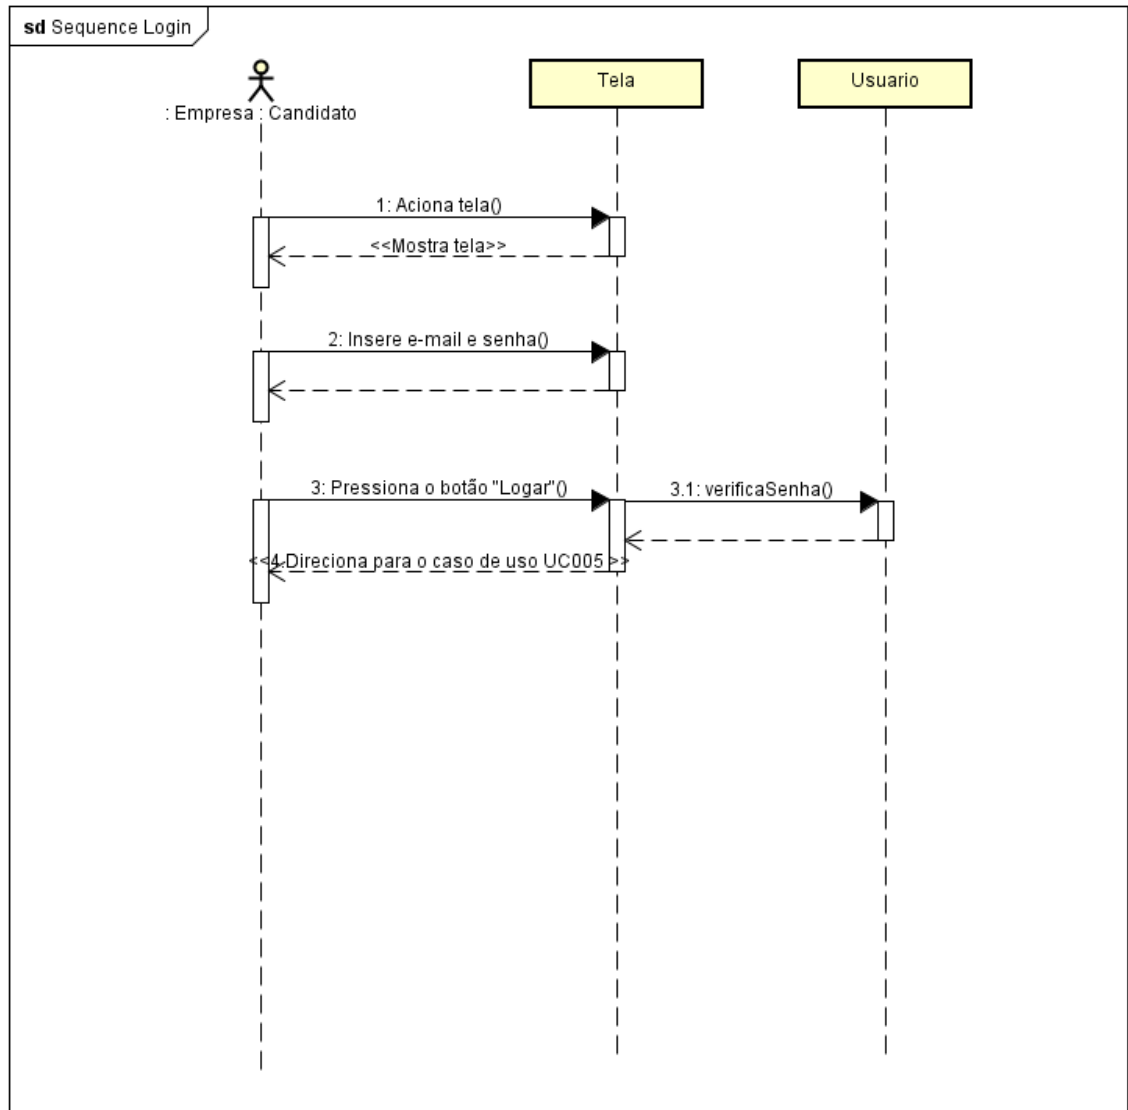 sd Sequence Login
: Empresa : Candidato
Tela
Usuario
1: Aciona tela()
<<Mostra tela>>
2: Insere e-mail e senha()
3: Pressiona o botão "Logar"()
3.1: verificaSenha()
<<4.Direciona para o caso de uso UC005 >>